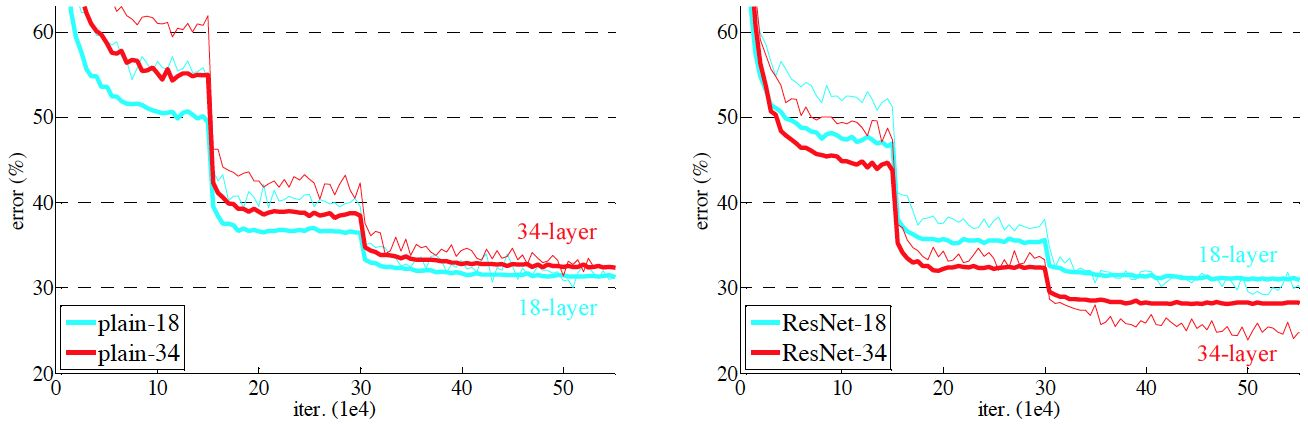 60
50
40
30
20
error (%)
34-layer
18-layer
plain-18
plain-34
0 10 20 30 40 50
iter. (1e4)
60
50
40
30
20
error (%)
18-layer
34-layer
ResNet-18
ResNet-34
0 10 20 30 40 50
iter. (1e4)